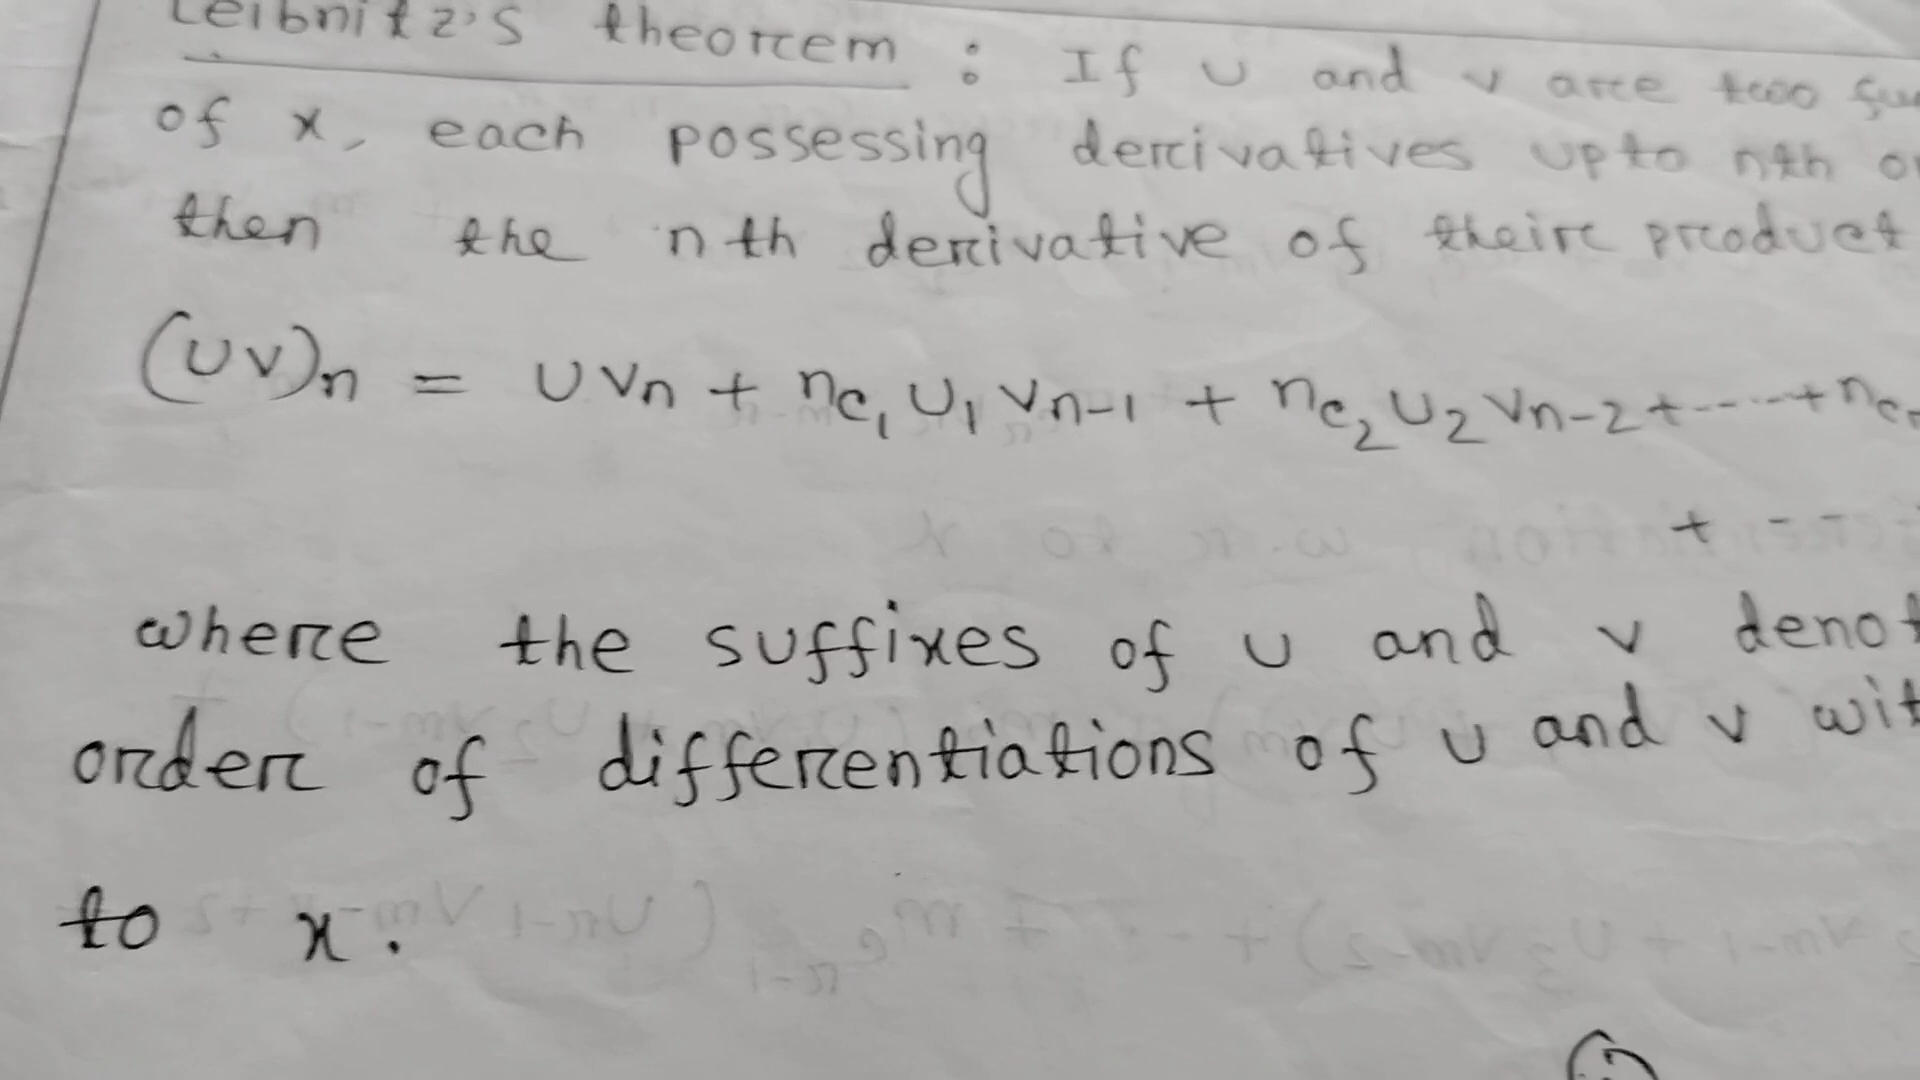 Leibnitz's theorem : If u and v are two
of x, each possessing derivatives upto nth
then the nth derivative of their product
(uv)n = uvn + nc₁ u₁ vn-1 + nc₂ u₂ vn-2 + ---- + nc
+ - -
where the suffixes of u and v
order of differentiations of u and v
to x.